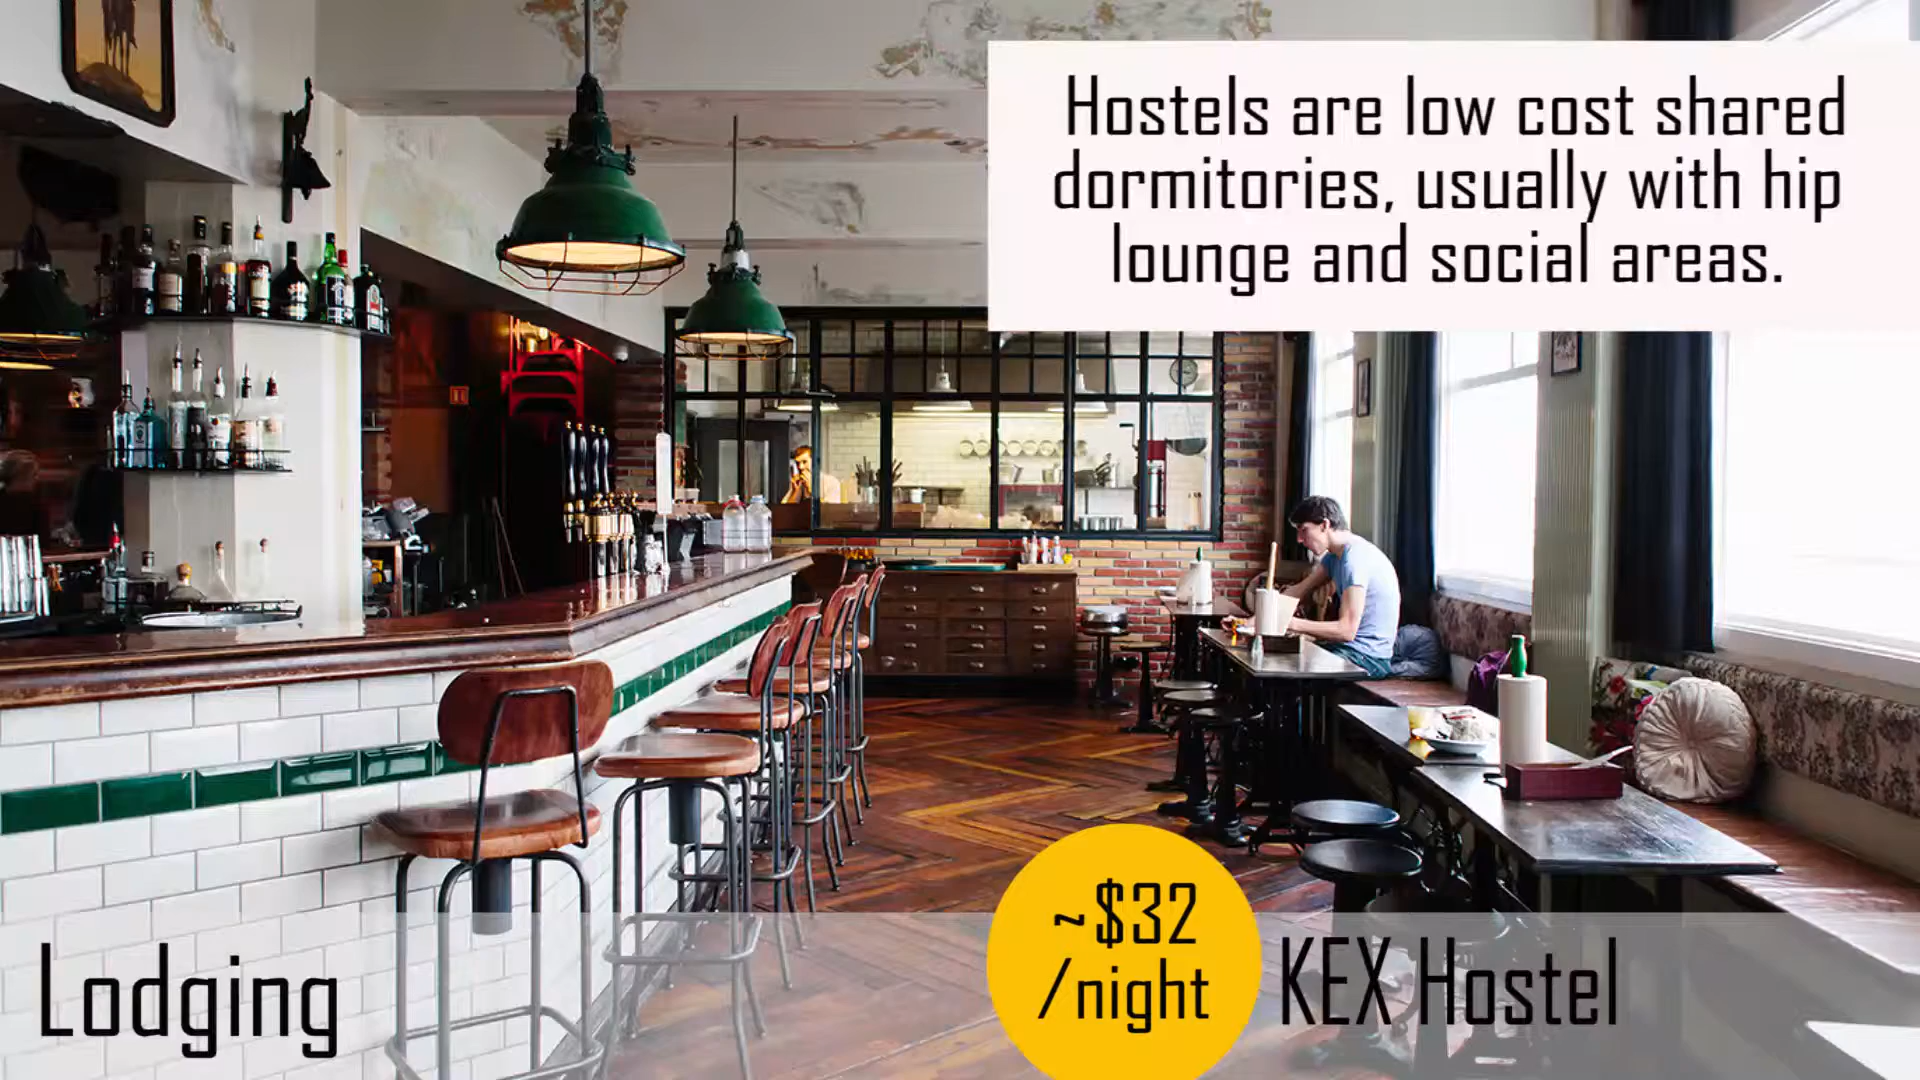 Hostels are low cost shared
dormitories, usually with hip
lounge and social areas.
~$32
/night
Lodging
KEX Hostel